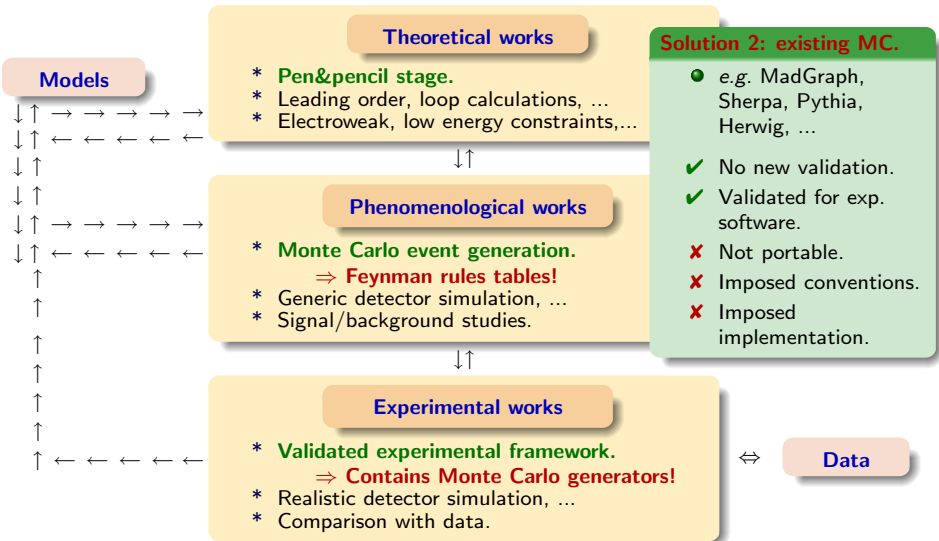 Models
Theoretical works
* Pen&pencil stage.
* Leading order, loop calculations, ...
* Electroweak, low energy constraints,...
↓↑ → → → → →
↓↑ ← ← ← ← ←
↓↑
↓↑
↓↑ → → → → →
↓↑ ← ← ← ← ←
↑
↑
↑
↑
↑
↑
↑ ← ← ← ← ←
↓↑
Phenomenological works
* Monte Carlo event generation.
⇒ Feynman rules tables!
* Generic detector simulation, ...
* Signal/background studies.
↓↑
Experimental works
* Validated experimental framework.
⇒ Contains Monte Carlo generators!
* Realistic detector simulation, ...
* Comparison with data.
⇔
Data
Solution 2: existing MC.
e.g. MadGraph,
Sherpa, Pythia,
Herwig, ...
✔ No new validation.
✔ Validated for exp.
software.
✘ Not portable.
✘ Imposed conventions.
✘ Imposed
implementation.